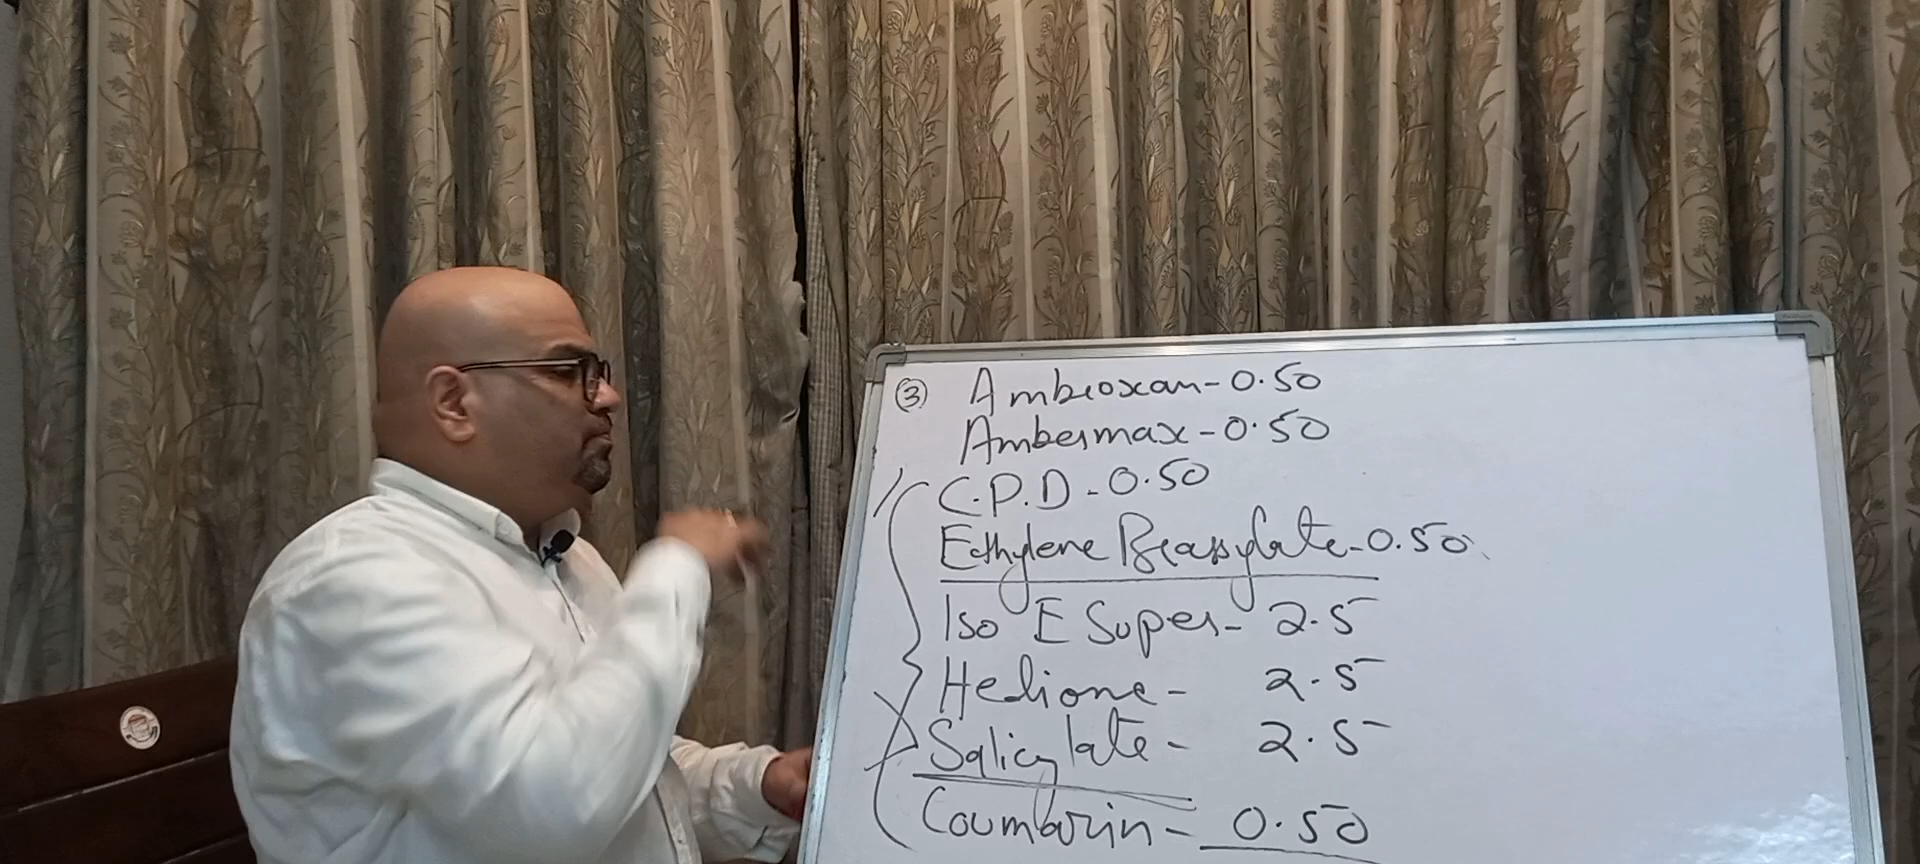 ③ Ambroxan - 0.50
Ambermax - 0.50
C.P.D - 0.50
Ethylene Brassylate - 0.50
Iso E Super - 2.5
Hedione - 2.5
Salicylate - 2.5
Coumarin - 0.50